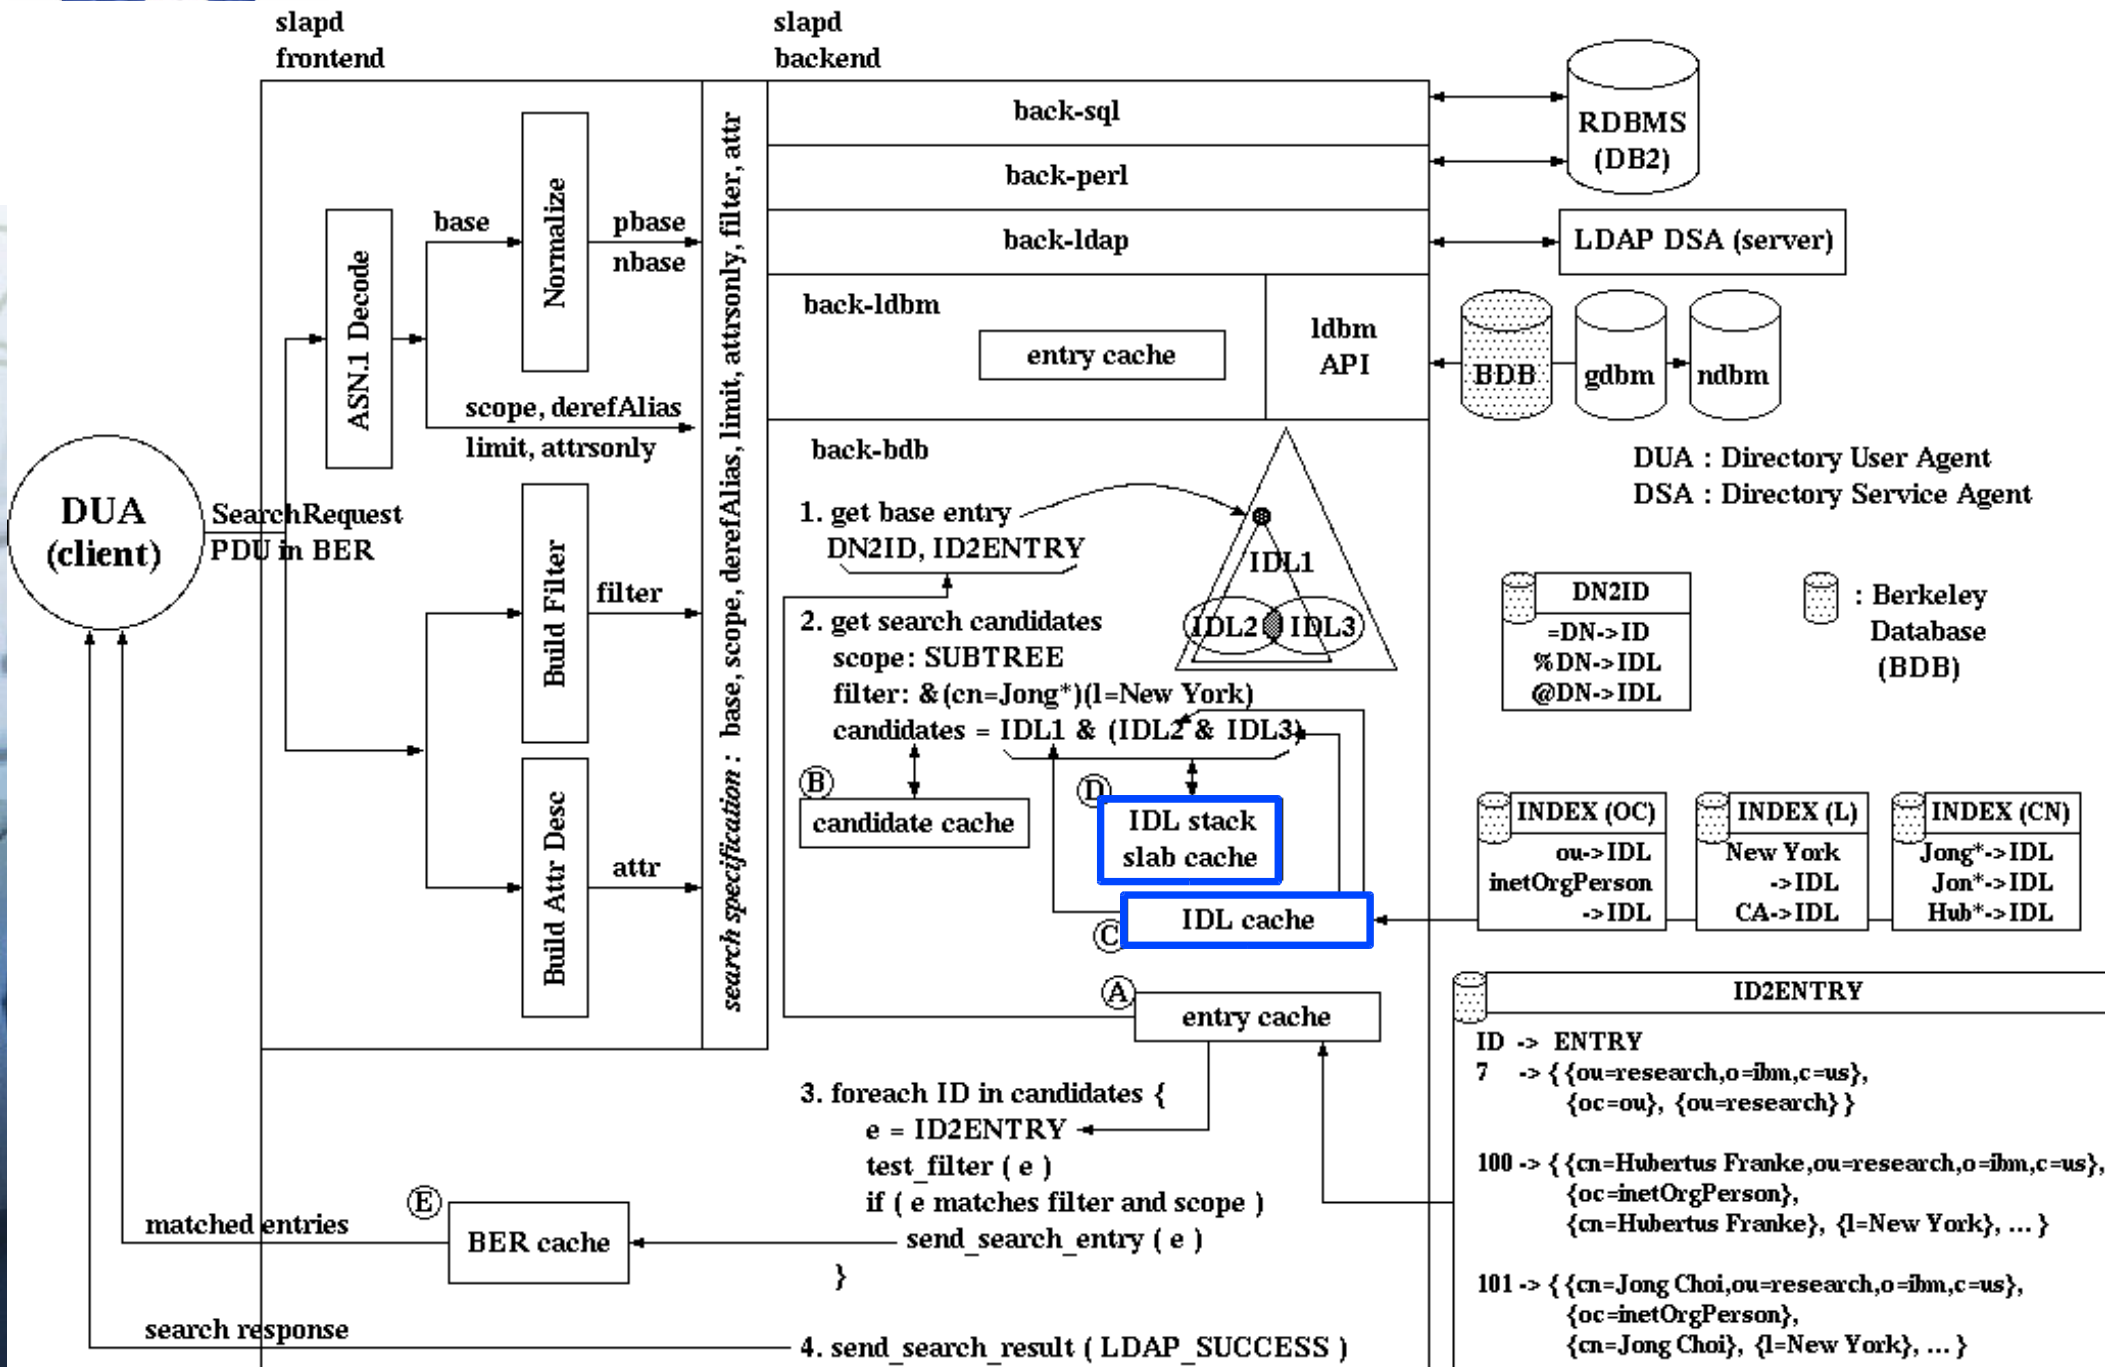 slapd
frontend
slapd
backend
ASN.1 Decode
base
Normalize
pbase
nbase
scope, derefAlias
limit, attrsonly
DUA
(client)
SearchRequest
PDU in BER
Build Filter
filter
Build Attr Desc
attr
search specification : base, scope, derefAlias, limit, attrsonly, filter, attr
back-sql
back-perl
back-ldap
back-ldbm
entry cache
ldbm
API
RDBMS
(DB2)
LDAP DSA (server)
BDB
gdbm
ndbm
DUA : Directory User Agent
DSA : Directory Service Agent
back-bdb
1. get base entry
DN2ID, ID2ENTRY
IDL1
IDL2
IDL3
2. get search candidates
scope: SUBTREE
filter: &(cn=Jong*)(l=New York)
candidates = IDL1 & (IDL2 & IDL3)
B
candidate cache
D
IDL stack
slab cache
C
IDL cache
A
entry cache
DN2ID
=DN->ID
%DN->IDL
@DN->IDL
: Berkeley
Database
(BDB)
INDEX (OC)
ou->IDL
inetOrgPerson
->IDL
INDEX (L)
New York
->IDL
CA->IDL
INDEX (CN)
Jong*->IDL
Jon*->IDL
Hub*->IDL
ID2ENTRY
ID -> ENTRY
7 -> { {ou=research,o=ibm,c=us},
{oc=ou}, {ou=research} }
100 -> { {cn=Hubertus Franke,ou=research,o=ibm,c=us},
{oc=inetOrgPerson},
{cn=Hubertus Franke}, {l=New York}, ... }
101 -> { {cn=Jong Choi,ou=research,o=ibm,c=us},
{oc=inetOrgPerson},
{cn=Jong Choi}, {l=New York}, ... }
3. foreach ID in candidates {
e = ID2ENTRY
test_filter ( e )
if ( e matches filter and scope )
send_search_entry ( e )
}
E
BER cache
matched entries
search response
4. send_search_result ( LDAP_SUCCESS )